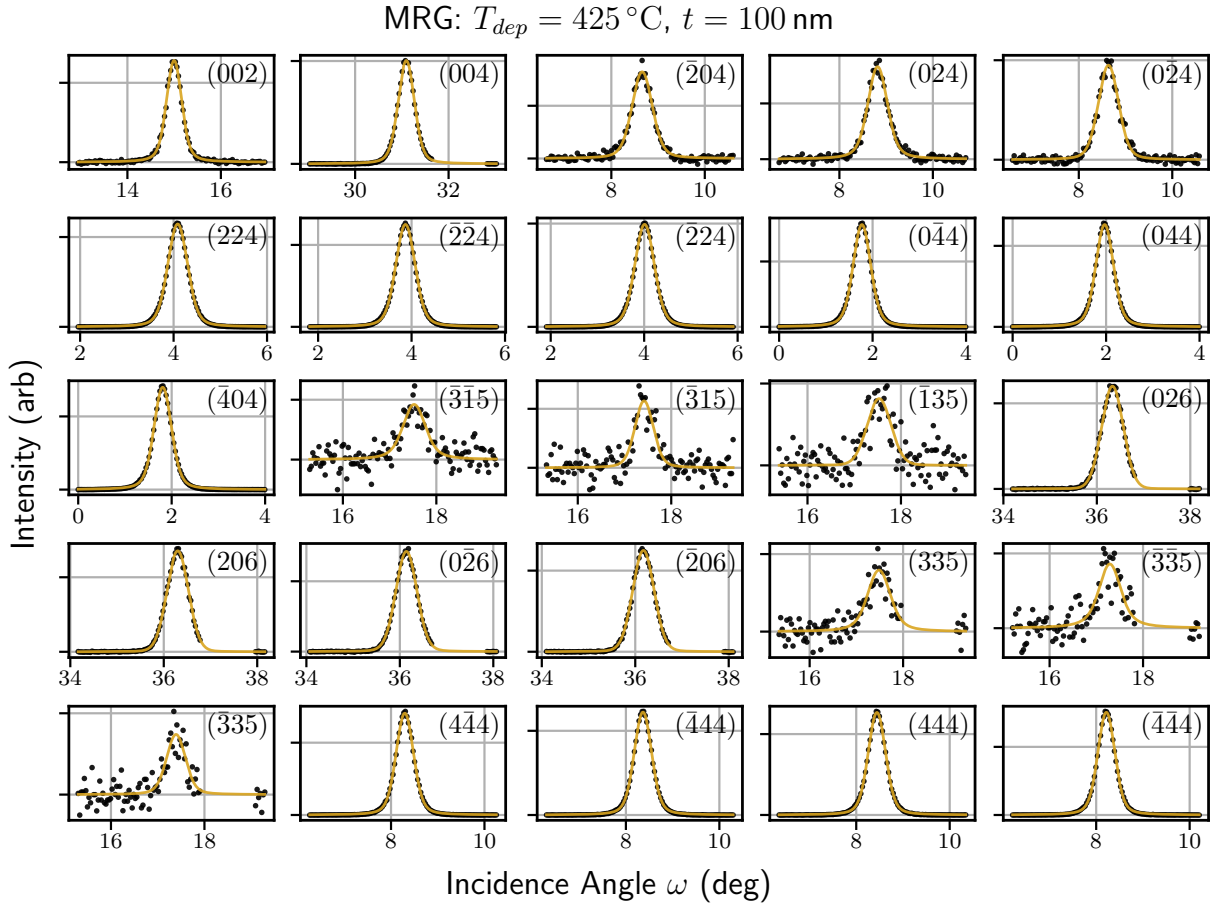 MRG: T_dep = 425 °C, t = 100 nm
(002) (004) (2̄04) (024) (02̄4)
14 16 30 32 8 10 8 10 8 10
(224) (2̄2̄4) (2̄24) (04̄4) (044)
2 4 6 2 4 6 2 4 6 0 2 4 0 2 4
(4̄04) (3̄1̄5) (3̄15) (1̄35) (026)
0 2 4 16 18 16 18 16 18 34 36 38
(206) (02̄6) (2̄06) (335) (3̄3̄5)
34 36 38 34 36 38 34 36 38 16 18 16 18
(3̄35) (44̄4) (4̄44) (444) (4̄4̄4)
16 18 8 10 8 10 8 10 8 10
Intensity (arb)
Incidence Angle ω (deg)